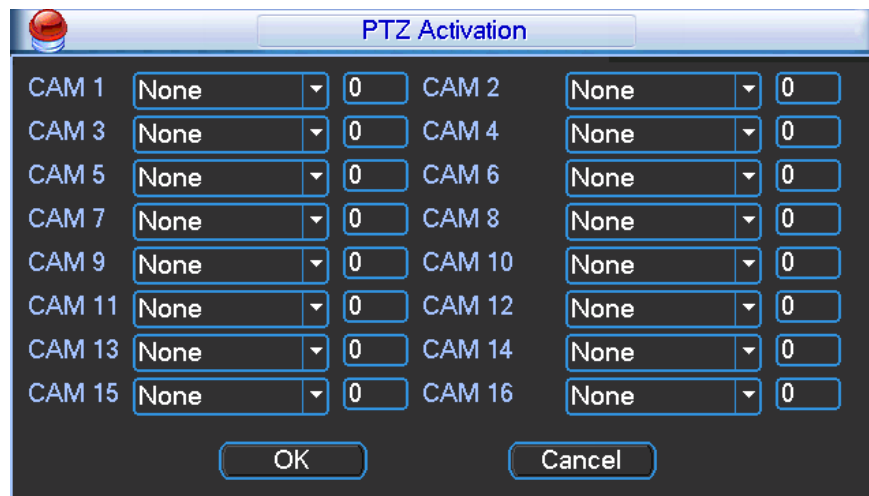 PTZ Activation
CAM 1 None 0 CAM 2 None 0
CAM 3 None 0 CAM 4 None 0
CAM 5 None 0 CAM 6 None 0
CAM 7 None 0 CAM 8 None 0
CAM 9 None 0 CAM 10 None 0
CAM 11 None 0 CAM 12 None 0
CAM 13 None 0 CAM 14 None 0
CAM 15 None 0 CAM 16 None 0
OK Cancel